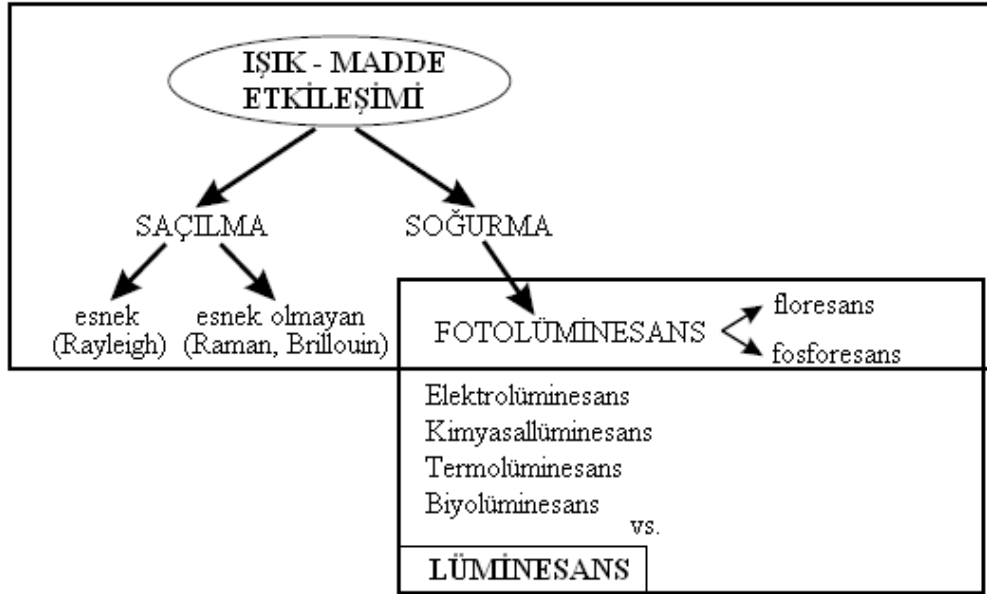 IŞIK - MADDE
ETKİLEŞİMİ
SAÇILMA
SOĞURMA
esnek
(Rayleigh)
esnek olmayan
(Raman, Brillouin)
FOTOLÜMİNESANS
floresans
fosforesans
Elektrolüminesans
Kimyasallüminesans
Termolüminesans
Biyolüminesans
vs.
LÜMİNESANS